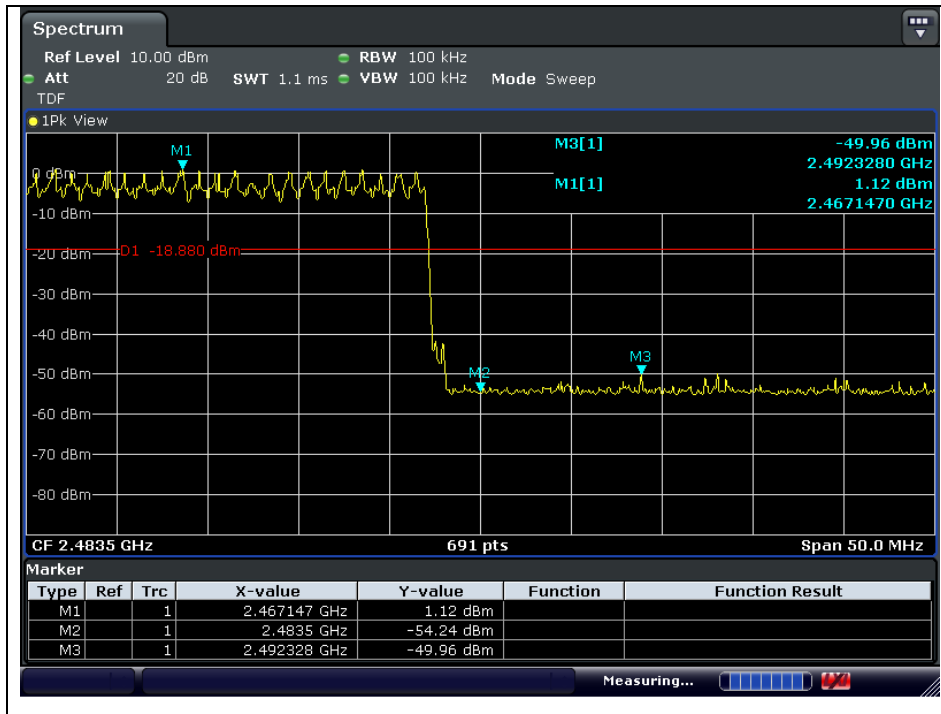 Spectrum
Ref Level 10.00 dBm RBW 100 kHz
Att 20 dB SWT 1.1 ms VBW 100 kHz Mode Sweep
TDF
1Pk View
M3[1] -49.96 dBm
2.4923280 GHz
M1[1] 1.12 dBm
2.4671470 GHz
M1
0 dBm
-10 dBm
D1 -18.880 dBm
-20 dBm
-30 dBm
-40 dBm
M3
-50 dBm
M2
-60 dBm
-70 dBm
-80 dBm
CF 2.4835 GHz 691 pts Span 50.0 MHz
Marker
Type Ref Trc X-value Y-value Function Function Result
M1 1 2.467147 GHz 1.12 dBm
M2 1 2.4835 GHz -54.24 dBm
M3 1 2.492328 GHz -49.96 dBm
Measuring...